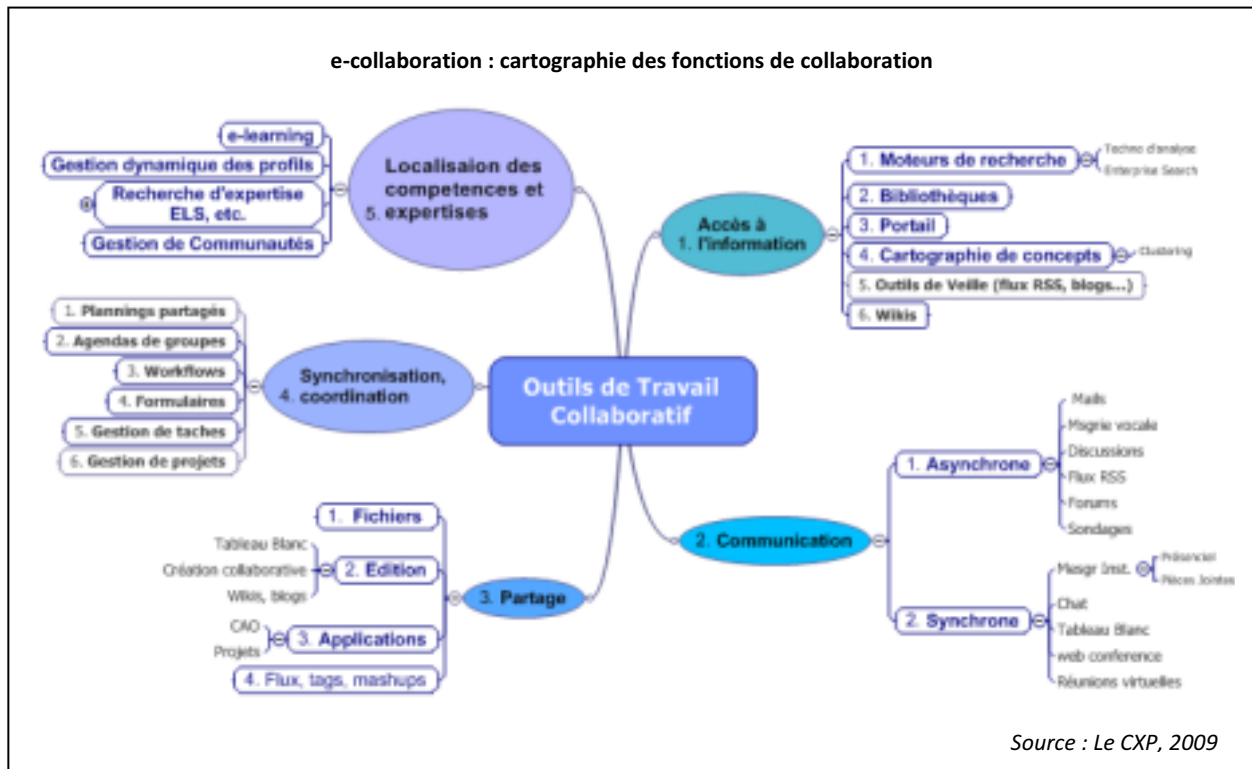 e-collaboration : cartographie des fonctions de collaboration
Outils de Travail
Collaboratif
Accès à
1. l'information
1. Moteurs de recherche
Techno d'analyse
Enterprise Search
2. Bibliothèques
3. Portail
4. Cartographie de concepts
Clustering
5. Outils de Veille (flux RSS, blogs...)
6. Wikis
2. Communication
1. Asynchrone
Mails
Msgrie vocale
Discussions
Flux RSS
Forums
Sondages
2. Synchrone
Mesgr Inst.
Présenciel
Pièces Jointes
Chat
Tableau Blanc
web conference
Réunions virtuelles
3. Partage
1. Fichiers
2. Edition
Tableau Blanc
Création collaborative
Wikis, blogs
3. Applications
CAO
Projets
4. Flux, tags, mashups
Synchronisation,
4. coordination
1. Plannings partagés
2. Agendas de groupes
3. Workflows
4. Formulaires
5. Gestion de taches
6. Gestion de projets
Localisaion des
competences et
5. expertises
e-learning
Gestion dynamique des profils
Recherche d'expertise
ELS, etc.
Gestion de Communautés
Source : Le CXP, 2009